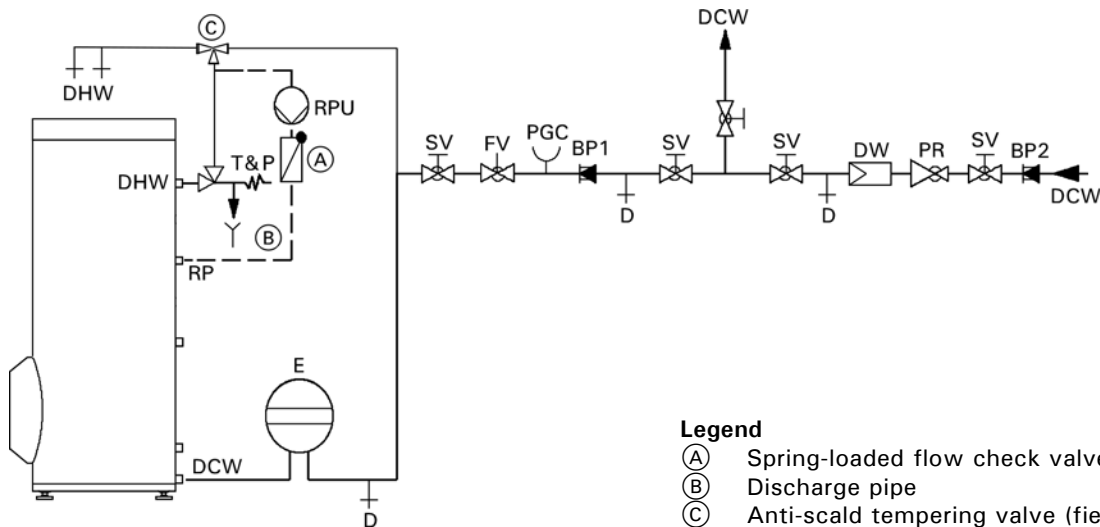 C
DCW
DHW
RPU
A
T&P
DHW
B
RP
SV
FV
PGC
BP1
D
SV
SV
D
DW
PR
SV
BP2
DCW
E
DCW
D
Legend
A Spring-loaded flow check valve
B Discharge pipe
C Anti-scald tempering valve